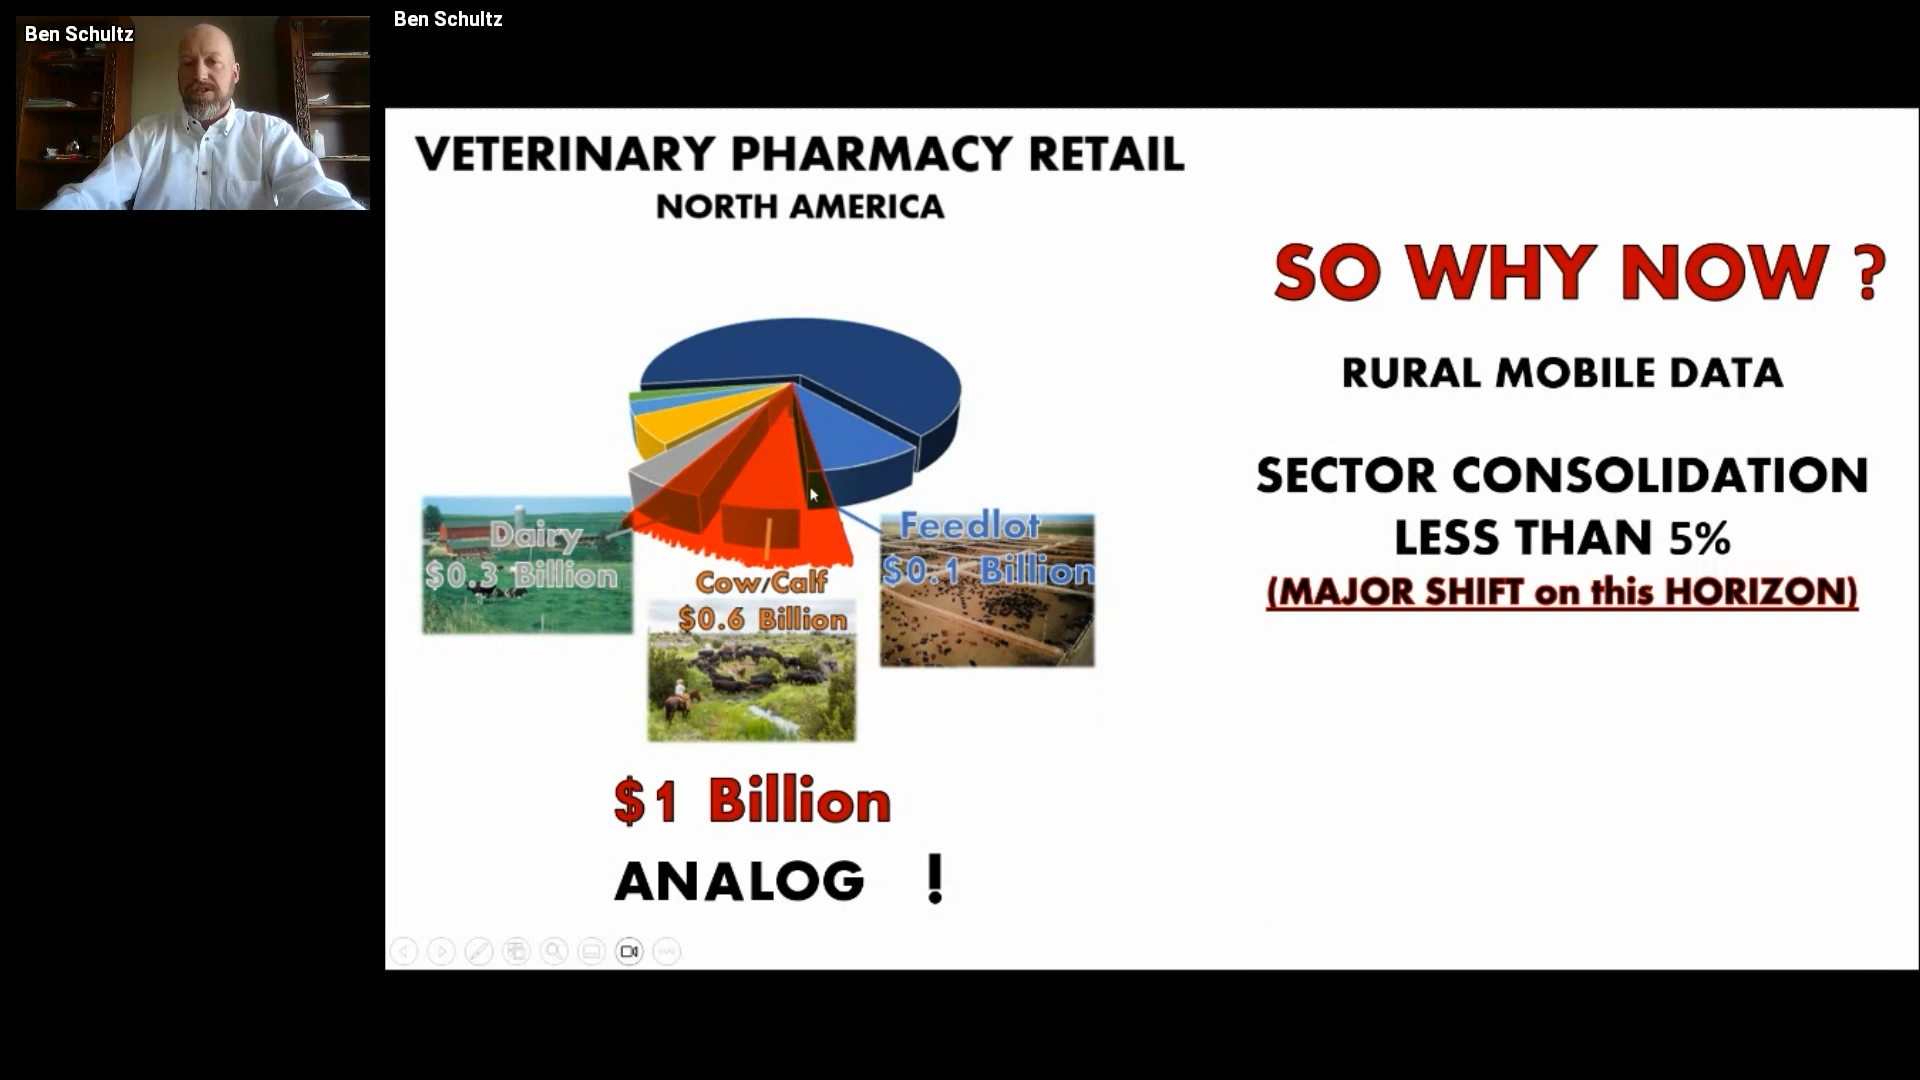 Ben Schultz
Ben Schultz
VETERINARY PHARMACY RETAIL
NORTH AMERICA
SO WHY NOW ?
RURAL MOBILE DATA
SECTOR CONSOLIDATION
LESS THAN 5%
(MAJOR SHIFT on this HORIZON)
Dairy
$0.3 Billion
Cow/Calf
$0.6 Billion
Feedlot
$0.1 Billion
$1 Billion
ANALOG !